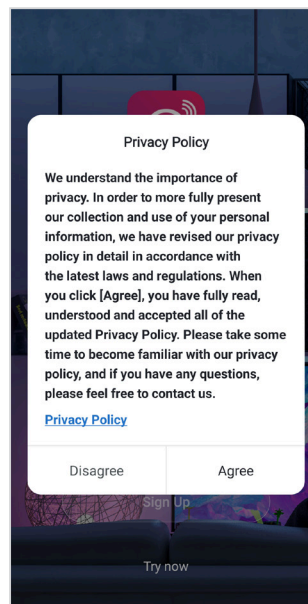 Privacy Policy
We understand the importance of
privacy. In order to more fully present
our collection and use of your personal
information, we have revised our privacy
policy in detail in accordance with
the latest laws and regulations. When
you click [Agree], you have fully read,
understood and accepted all of the
updated Privacy Policy. Please take some
time to become familiar with our privacy
policy, and if you have any questions,
please feel free to contact us.
Privacy Policy
Disagree Agree
Sign Up
Try now